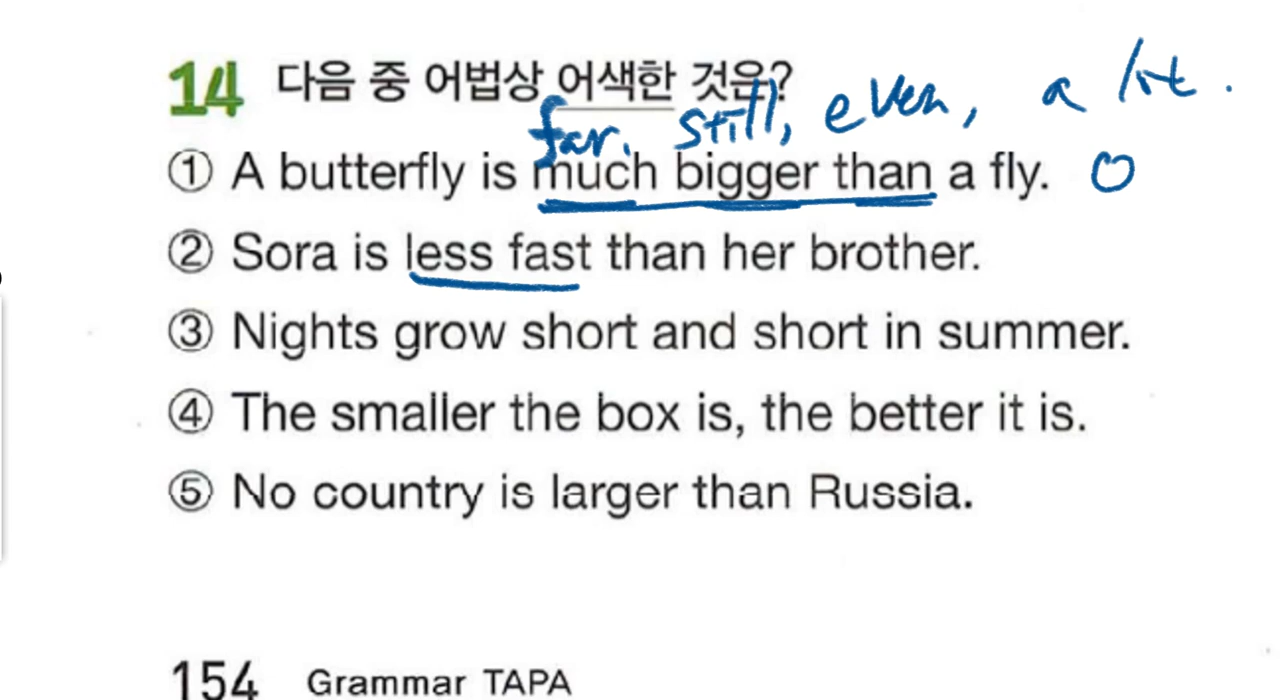 14 다음 중 어법상 어색한 것은?
far. still, even, a lot.
① A butterfly is much bigger than a fly. O
② Sora is less fast than her brother.
③ Nights grow short and short in summer.
④ The smaller the box is, the better it is.
⑤ No country is larger than Russia.
154 Grammar TAPA